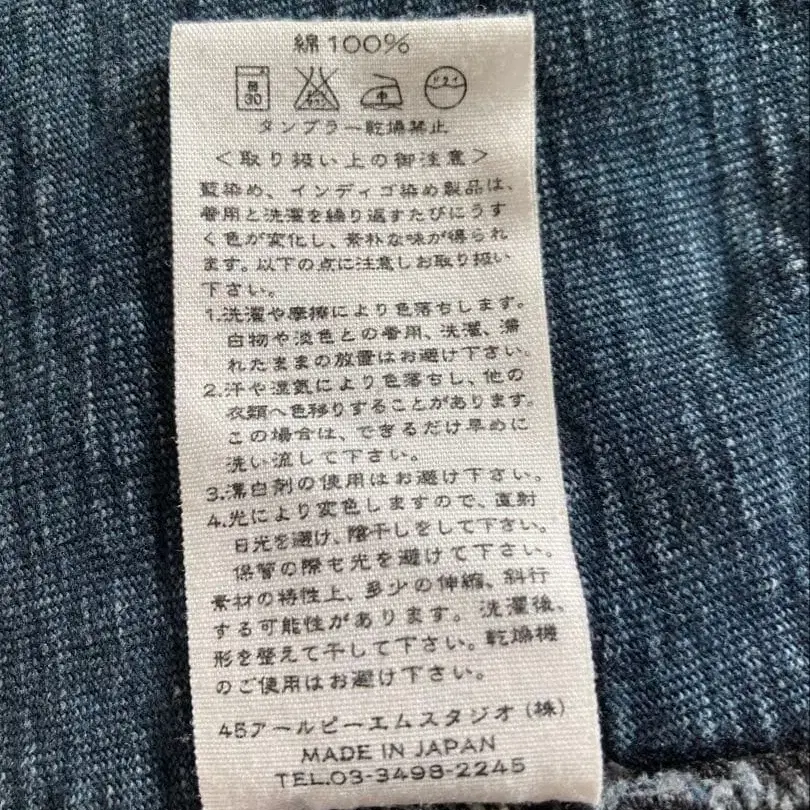 綿100%
弱
30
エンソ
サラシ
中
ドライ
タンブラー乾燥禁止
<取り扱い上の御注意>
藍染め、インディゴ染め製品は、
着用と洗濯を繰り返すたびにうす
く色が変化し、素朴な味が得られ
ます。以下の点に注意しお取り扱い
下さい。
1.洗濯や摩擦により色落ちします。
白物や淡色との着用、洗濯、濡
れたままの放置はお避け下さい。
2.汗や湿気により色落ちし、他の
衣類へ色移りすることがあります。
この場合は、できるだけ早めに
洗い流して下さい。
3.漂白剤の使用はお避け下さい。
4.光により変色しますので、直射
日光を避け、陰干しをして下さい。
保管の際も光を避けて下さい。
素材の特性上、多少の伸縮、斜行
する可能性があります。洗濯後、
形を整えて干して下さい。乾燥機
のご使用はお避け下さい。
45アールピーエムスタジオ(株)
MADE IN JAPAN
TEL.03-3498-2245